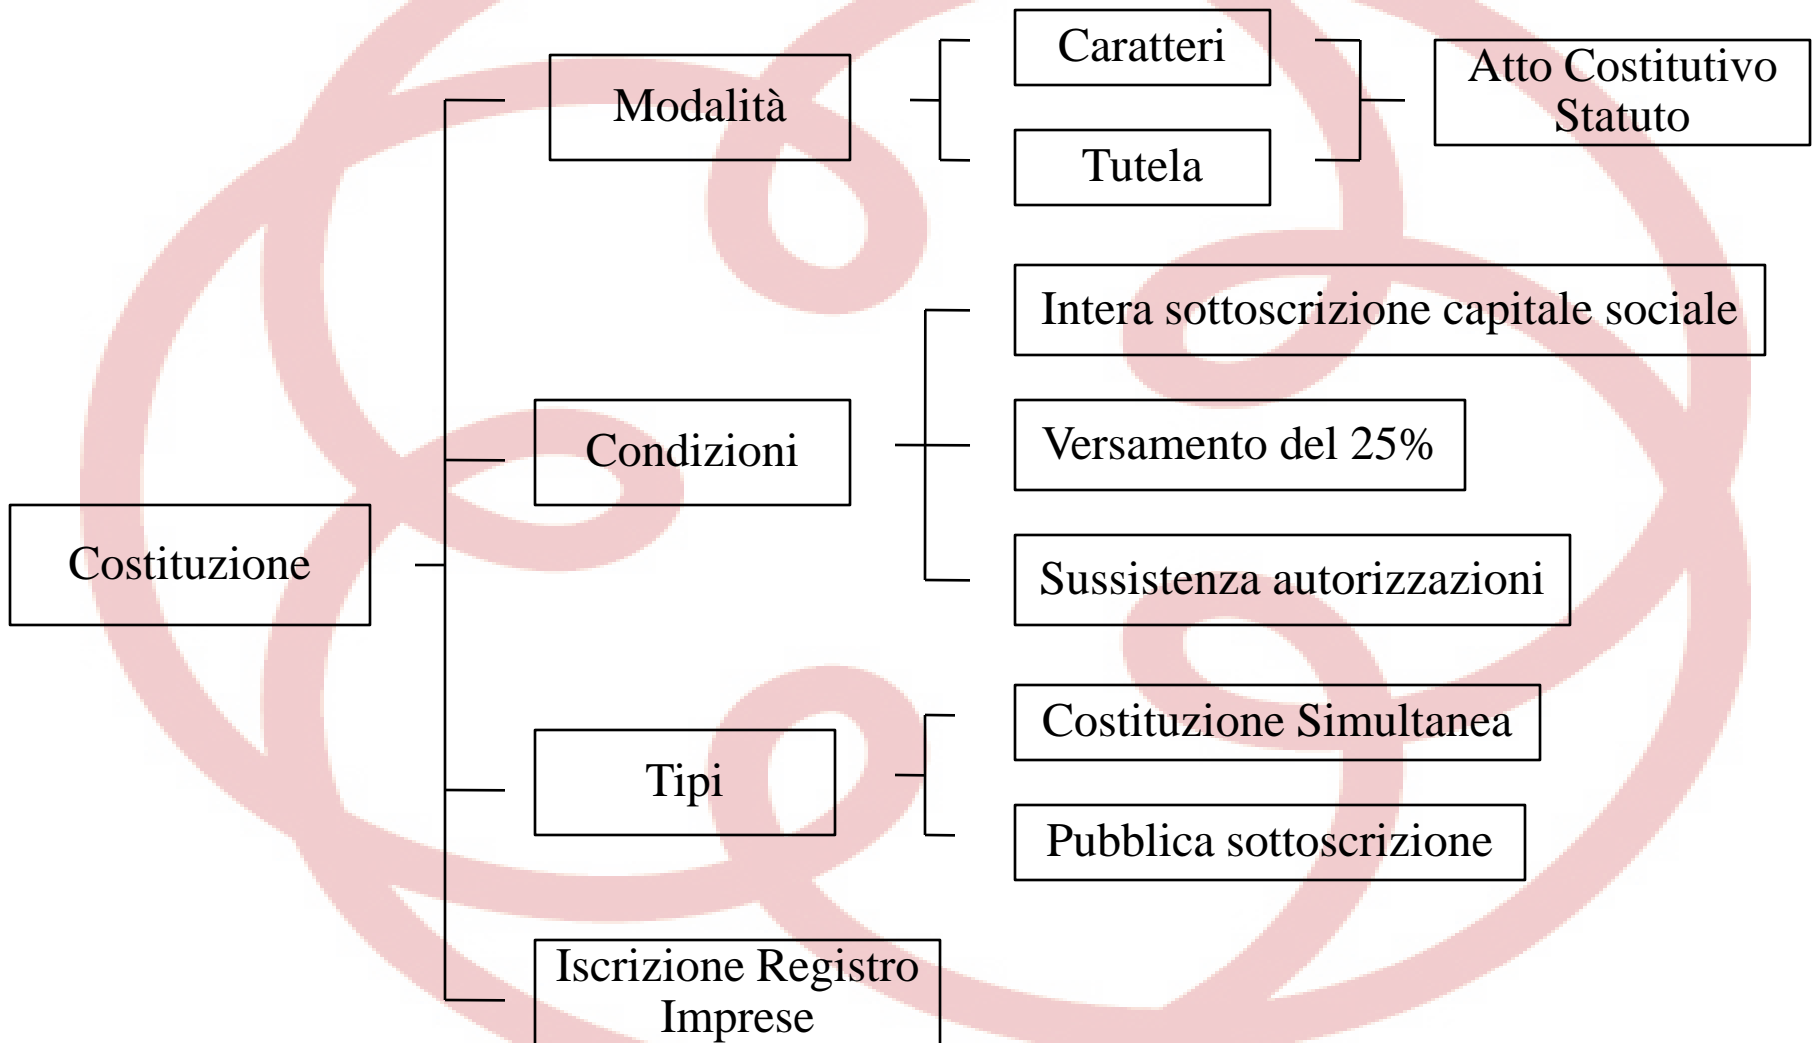 Caratteri
Atto Costitutivo
Statuto
Modalità
Tutela
Intera sottoscrizione capitale sociale
Condizioni
Versamento del 25%
Costituzione
Sussistenza autorizzazioni
Costituzione Simultanea
Tipi
Pubblica sottoscrizione
Iscrizione Registro
Imprese